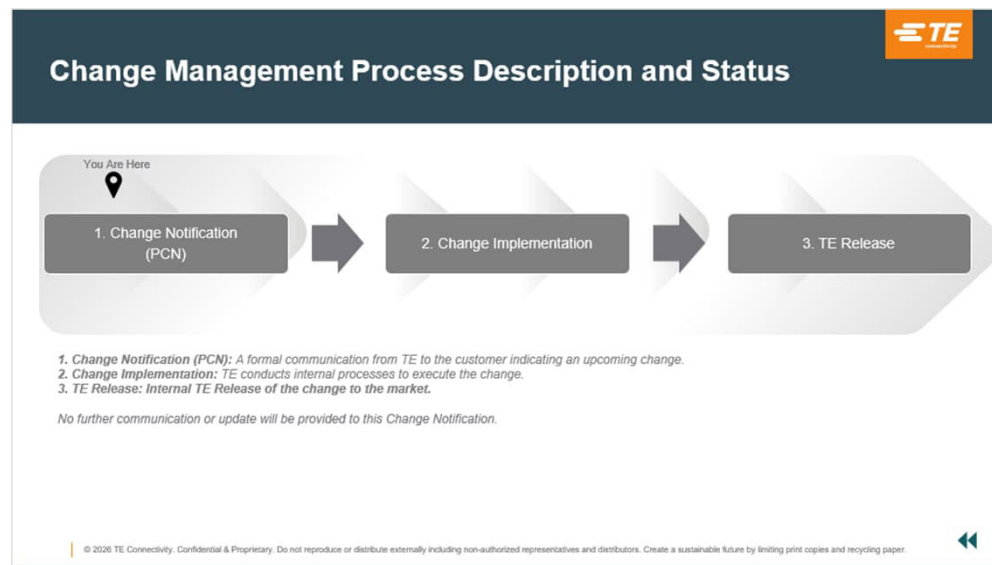 TE
connectivity
Change Management Process Description and Status
You Are Here
1. Change Notification
(PCN)
2. Change Implementation
3. TE Release
1. Change Notification (PCN): A formal communication from TE to the customer indicating an upcoming change.
2. Change Implementation: TE conducts internal processes to execute the change.
3. TE Release: Internal TE Release of the change to the market.
No further communication or update will be provided to this Change Notification.
© 2026 TE Connectivity. Confidential & Proprietary. Do not reproduce or distribute externally including non-authorized representatives and distributors. Create a sustainable future by limiting print copies and recycling paper.